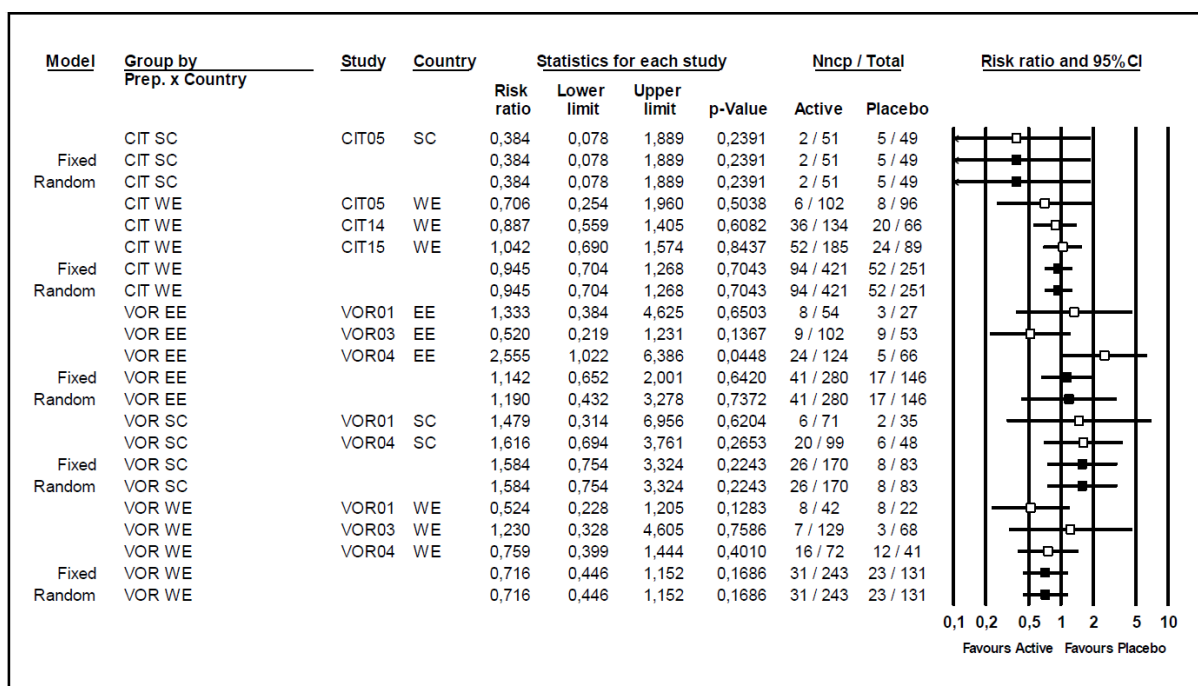 Model Group by Study Country Statistics for each study Nncp / Total Risk ratio and 95% CI
Prep. x Country
Risk ratio Lower limit Upper limit p-Value Active Placebo
CIT SC CIT05 SC 0,384 0,078 1,889 0,2391 2 / 51 5 / 49
Fixed CIT SC 0,384 0,078 1,889 0,2391 2 / 51 5 / 49
Random CIT SC 0,384 0,078 1,889 0,2391 2 / 51 5 / 49
CIT WE CIT05 WE 0,706 0,254 1,960 0,5038 6 / 102 8 / 96
CIT WE CIT14 WE 0,887 0,559 1,405 0,6082 36 / 134 20 / 66
CIT WE CIT15 WE 1,042 0,690 1,574 0,8437 52 / 185 24 / 89
Fixed CIT WE 0,945 0,704 1,268 0,7043 94 / 421 52 / 251
Random CIT WE 0,945 0,704 1,268 0,7043 94 / 421 52 / 251
VOR EE VOR01 EE 1,333 0,384 4,625 0,6503 8 / 54 3 / 27
VOR EE VOR03 EE 0,520 0,219 1,231 0,1367 9 / 102 9 / 53
VOR EE VOR04 EE 2,555 1,022 6,386 0,0448 24 / 124 5 / 66
Fixed VOR EE 1,142 0,652 2,001 0,6420 41 / 280 17 / 146
Random VOR EE 1,190 0,432 3,278 0,7372 41 / 280 17 / 146
VOR SC VOR01 SC 1,479 0,314 6,956 0,6204 6 / 71 2 / 35
VOR SC VOR04 SC 1,616 0,694 3,761 0,2653 20 / 99 6 / 48
Fixed VOR SC 1,584 0,754 3,324 0,2243 26 / 170 8 / 83
Random VOR SC 1,584 0,754 3,324 0,2243 26 / 170 8 / 83
VOR WE VOR01 WE 0,524 0,228 1,205 0,1283 8 / 42 8 / 22
VOR WE VOR03 WE 1,230 0,328 4,605 0,7586 7 / 129 3 / 68
VOR WE VOR04 WE 0,759 0,399 1,444 0,4010 16 / 72 12 / 41
Fixed VOR WE 0,716 0,446 1,152 0,1686 31 / 243 23 / 131
Random VOR WE 0,716 0,446 1,152 0,1686 31 / 243 23 / 131
0,1 0,2 0,5 1 2 5 10
Favours Active Favours Placebo